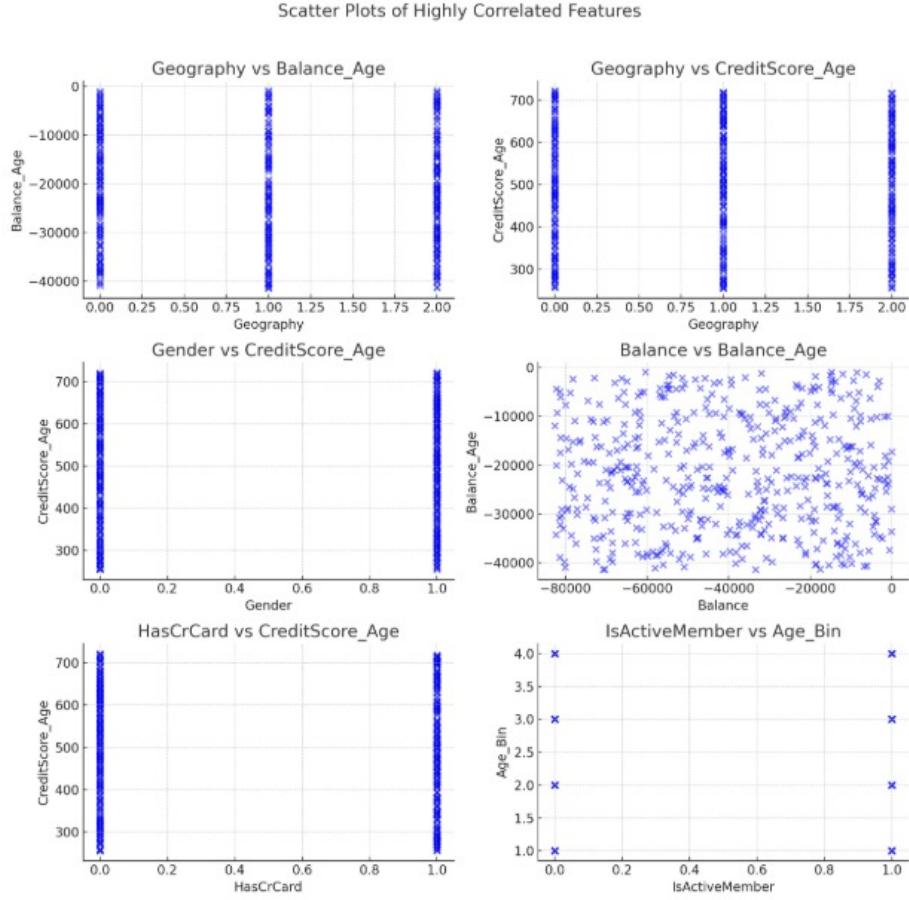 Scatter Plots of Highly Correlated Features
Geography vs Balance_Age
0
−10000
−20000
−30000
−40000
Balance_Age
0.00 0.25 0.50 0.75 1.00 1.25 1.50 1.75 2.00
Geography
Geography vs CreditScore_Age
700
600
500
400
300
CreditScore_Age
0.00 0.25 0.50 0.75 1.00 1.25 1.50 1.75 2.00
Geography
Gender vs CreditScore_Age
700
600
500
400
300
CreditScore_Age
0.0 0.2 0.4 0.6 0.8 1.0
Gender
Balance vs Balance_Age
0
−10000
−20000
−30000
−40000
Balance_Age
−80000 −60000 −40000 −20000 0
Balance
HasCrCard vs CreditScore_Age
700
600
500
400
300
CreditScore_Age
0.0 0.2 0.4 0.6 0.8 1.0
HasCrCard
IsActiveMember vs Age_Bin
4.0
3.5
3.0
2.5
2.0
1.5
1.0
Age_Bin
0.0 0.2 0.4 0.6 0.8 1.0
IsActiveMember